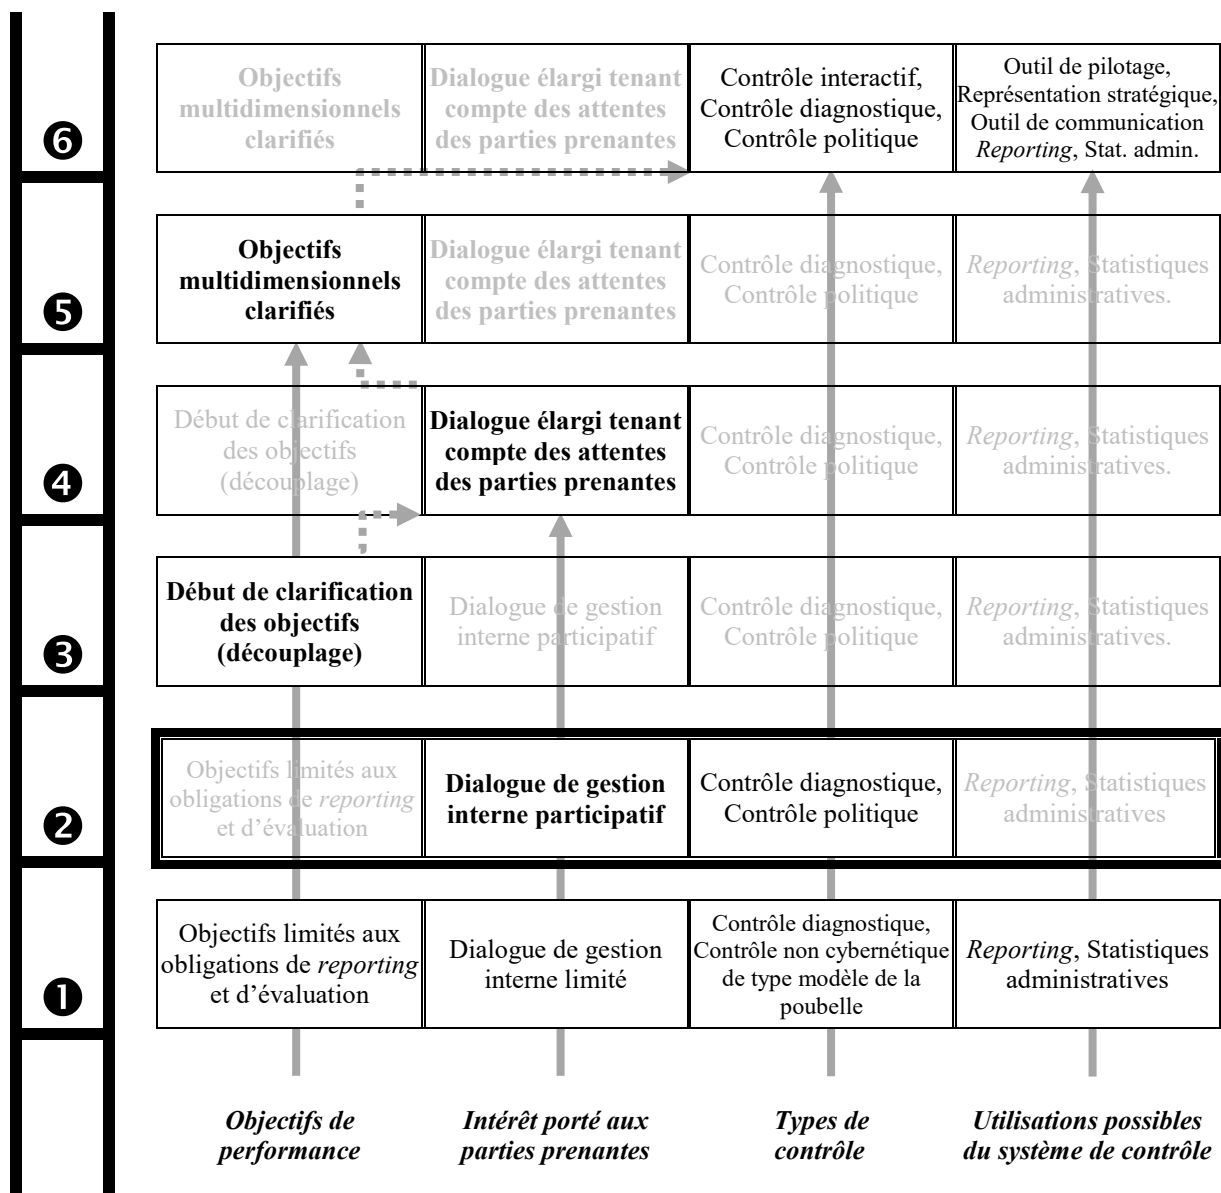 ❻
Objectifs
multidimensionnels
clarifiés
Dialogue élargi tenant
compte des attentes
des parties prenantes
Contrôle interactif,
Contrôle diagnostique,
Contrôle politique
Outil de pilotage,
Représentation stratégique,
Outil de communication
Reporting, Stat. admin.
❺
Objectifs
multidimensionnels
clarifiés
Dialogue élargi tenant
compte des attentes
des parties prenantes
Contrôle diagnostique,
Contrôle politique
Reporting, Statistiques
administratives.
❹
Début de clarification
des objectifs
(découplage)
Dialogue élargi tenant
compte des attentes
des parties prenantes
Contrôle diagnostique,
Contrôle politique
Reporting, Statistiques
administratives.
❸
Début de clarification
des objectifs
(découplage)
Dialogue de gestion
interne participatif
Contrôle diagnostique,
Contrôle politique
Reporting, Statistiques
administratives.
❷
Objectifs limités aux
obligations de reporting
et d’évaluation
Dialogue de gestion
interne participatif
Contrôle diagnostique,
Contrôle politique
Reporting, Statistiques
administratives
❶
Objectifs limités aux
obligations de reporting
et d’évaluation
Dialogue de gestion
interne limité
Contrôle diagnostique,
Contrôle non cybernétique
de type modèle de la
poubelle
Reporting, Statistiques
administratives
Objectifs de
performance
Intérêt porté aux
parties prenantes
Types de
contrôle
Utilisations possibles
du système de contrôle